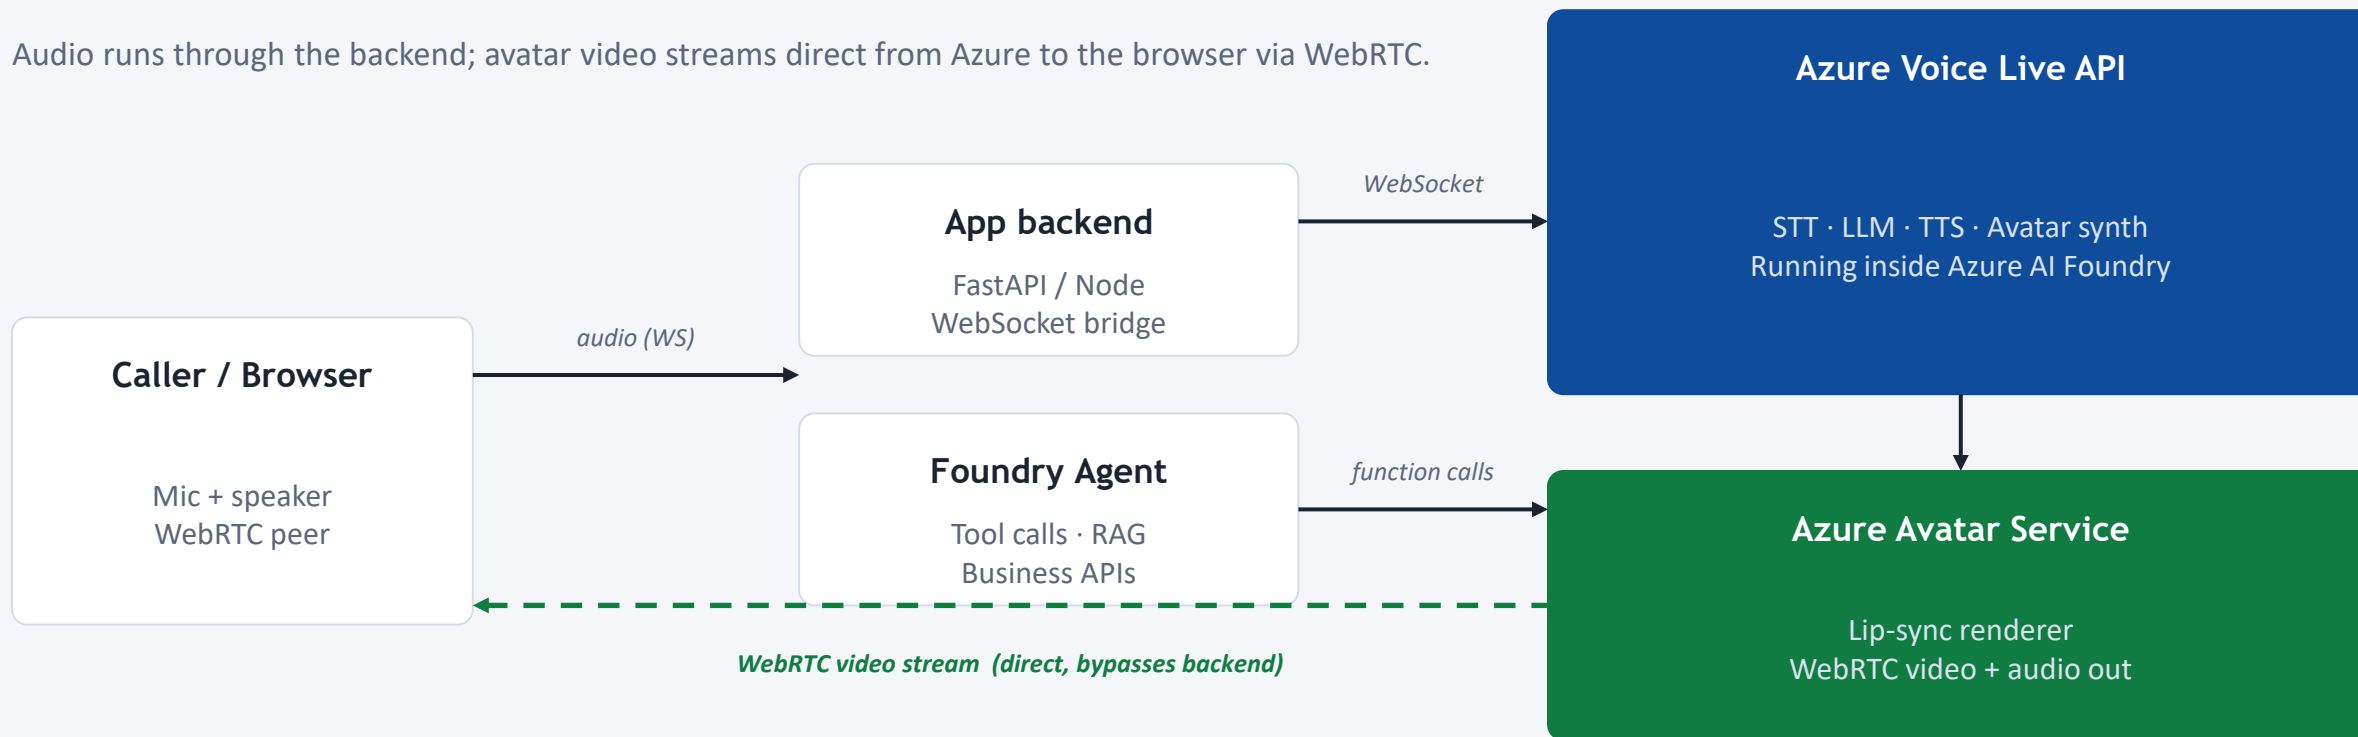 Audio runs through the backend; avatar video streams direct from Azure to the browser via WebRTC.
Azure Voice Live API
STT · LLM · TTS · Avatar synth
Running inside Azure AI Foundry
WebSocket
App backend
FastAPI / Node
WebSocket bridge
audio (WS)
Caller / Browser
Mic + speaker
WebRTC peer
Foundry Agent
Tool calls · RAG
Business APIs
function calls
Azure Avatar Service
Lip-sync renderer
WebRTC video + audio out
WebRTC video stream (direct, bypasses backend)